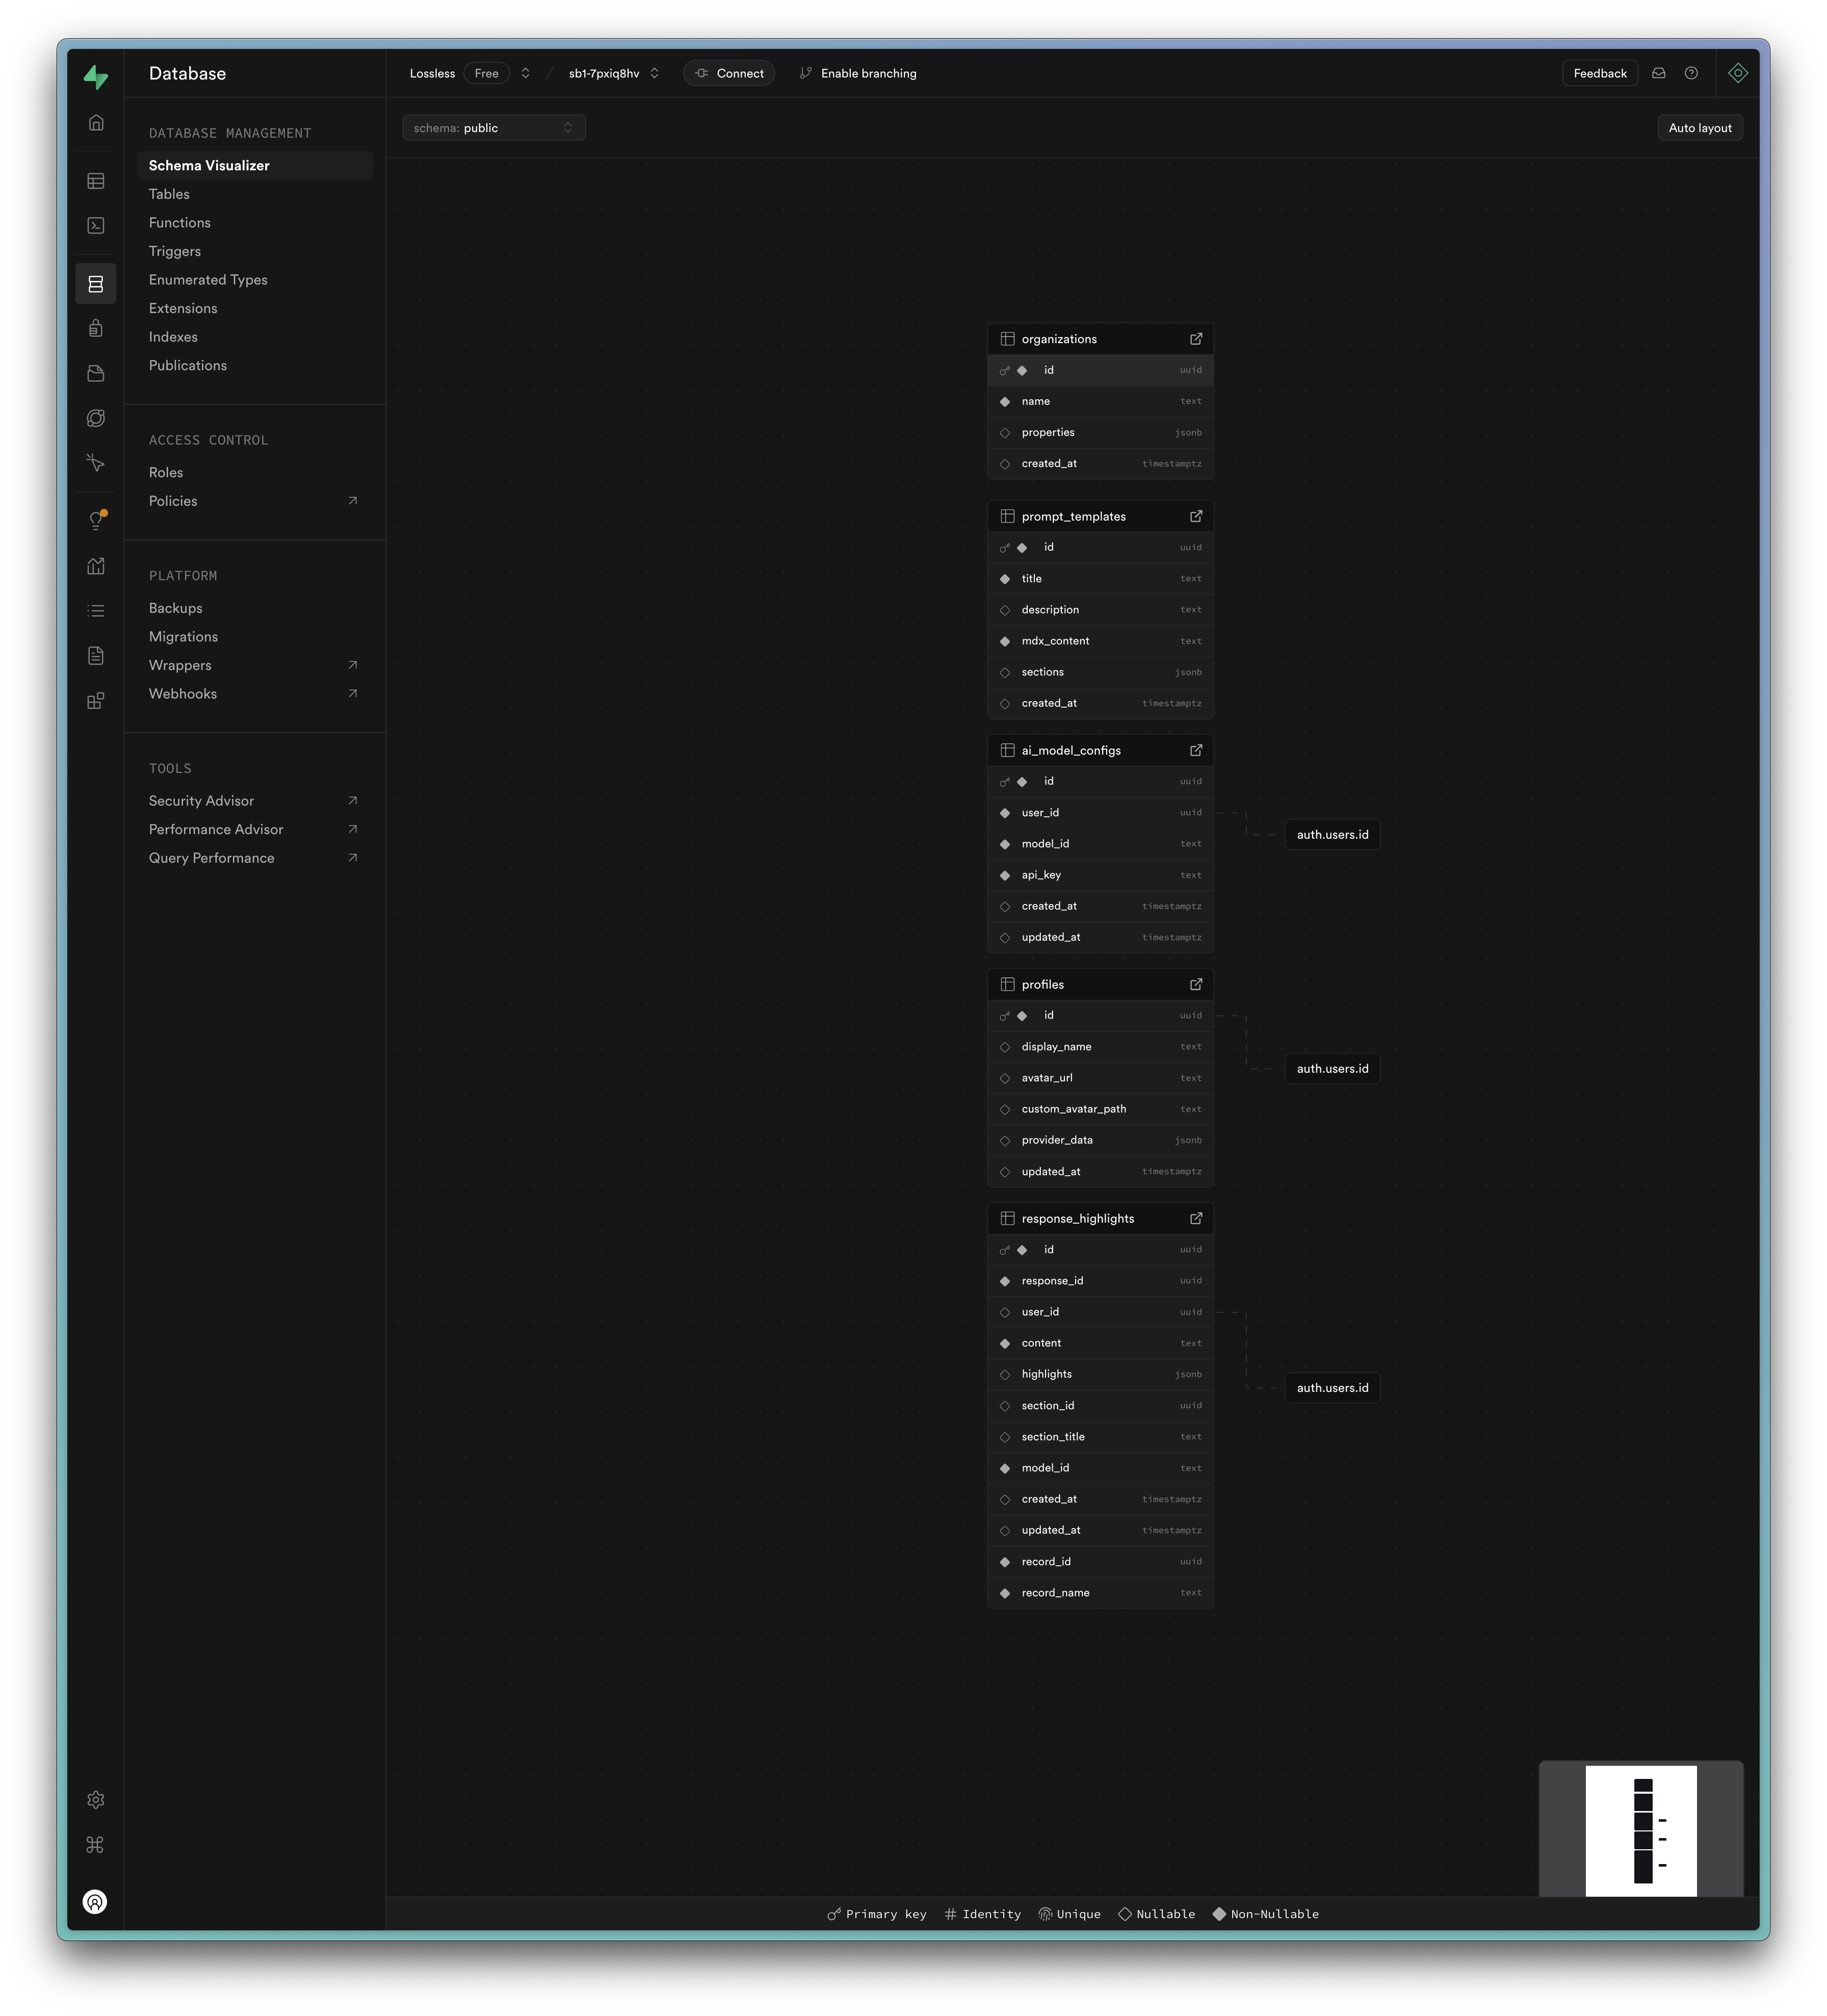 Database
Lossless Free / sb1-7pxiq8hv Connect Enable branching Feedback
schema: public Auto layout
DATABASE MANAGEMENT
Schema Visualizer
Tables
Functions
Triggers
Enumerated Types
Extensions
Indexes
Publications
ACCESS CONTROL
Roles
Policies
PLATFORM
Backups
Migrations
Wrappers
Webhooks
TOOLS
Security Advisor
Performance Advisor
Query Performance
organizations
id uuid
name text
properties jsonb
created_at timestamptz
prompt_templates
id uuid
title text
description text
mdx_content text
sections jsonb
created_at timestamptz
ai_model_configs
id uuid
user_id uuid
auth.users.id
model_id text
api_key text
created_at timestamptz
updated_at timestamptz
profiles
id uuid
display_name text
auth.users.id
avatar_url text
custom_avatar_path text
provider_data jsonb
updated_at timestamptz
response_highlights
id uuid
response_id uuid
user_id uuid
content text
highlights jsonb
auth.users.id
section_id uuid
section_title text
model_id text
created_at timestamptz
updated_at timestamptz
record_id uuid
record_name text
Primary key # Identity Unique Nullable Non-Nullable